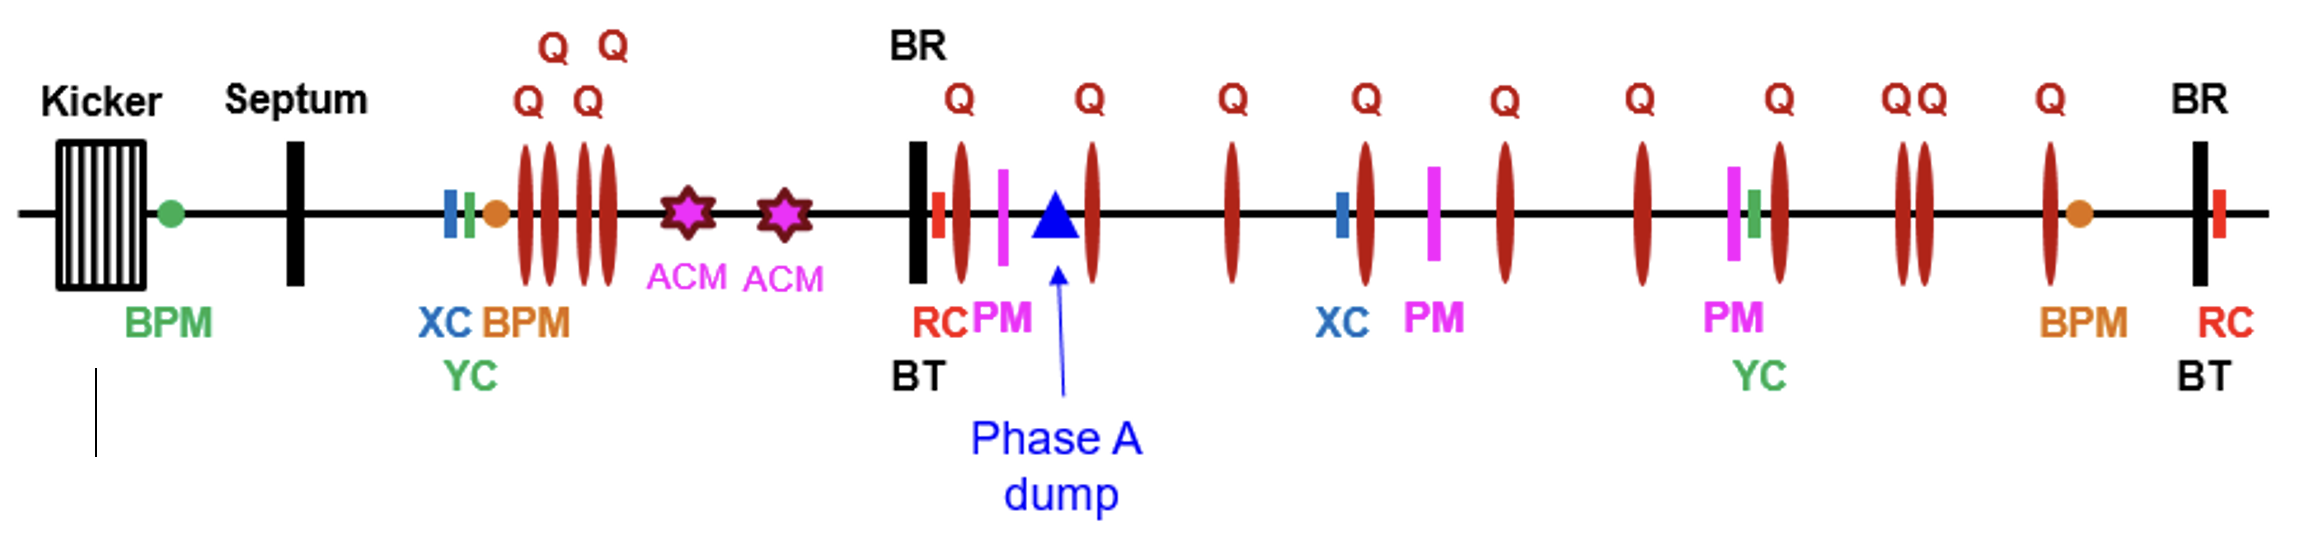 Q Q
BR
Kicker Septum Q Q Q Q Q Q Q Q Q Q Q Q BR
ACM ACM
BPM XC BPM RC PM XC PM PM BPM RC
YC BT YC BT
Phase A
dump